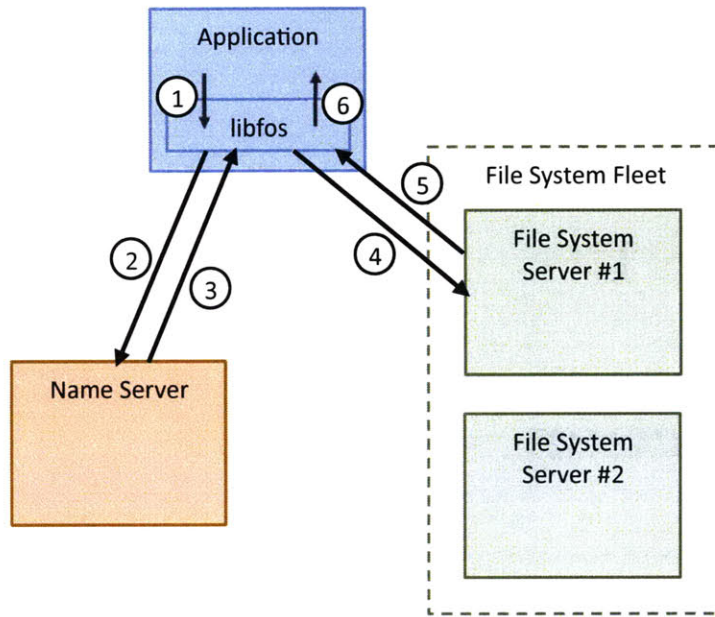 Application
1
6
libfos
5
File System Fleet
File System
Server #1
2
4
3
Name Server
File System
Server #2